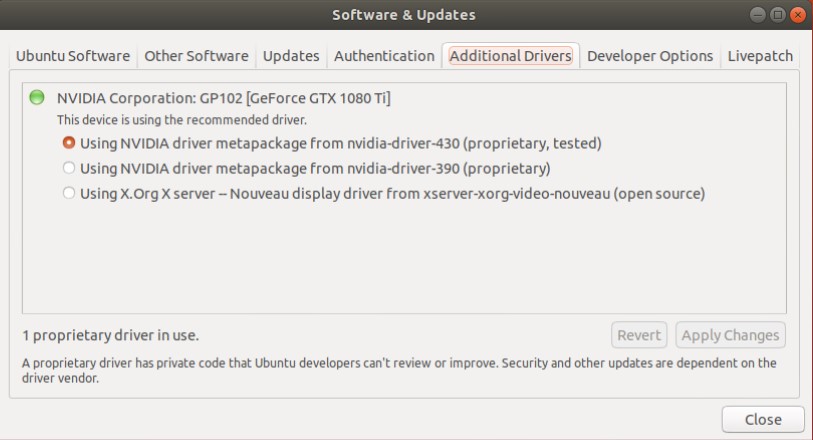 Software & Updates
Ubuntu Software Other Software Updates Authentication Additional Drivers Developer Options Livepatch
NVIDIA Corporation: GP102 [GeForce GTX 1080 Ti]
This device is using the recommended driver.
Using NVIDIA driver metapackage from nvidia-driver-430 (proprietary, tested)
Using NVIDIA driver metapackage from nvidia-driver-390 (proprietary)
Using X.Org X server -- Nouveau display driver from xserver-xorg-video-nouveau (open source)
1 proprietary driver in use.
Revert Apply Changes
A proprietary driver has private code that Ubuntu developers can't review or improve. Security and other updates are dependent on the
driver vendor.
Close